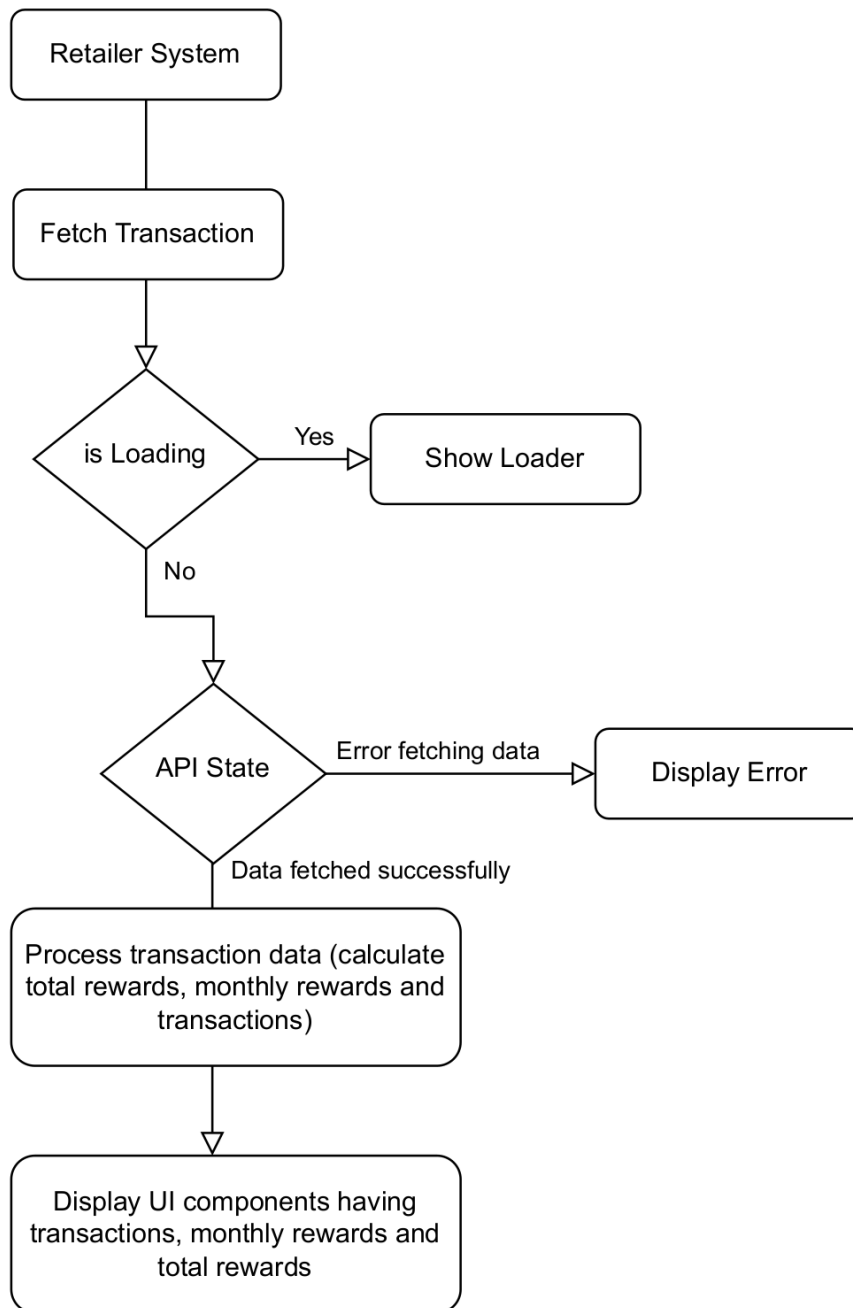 Retailer System
Fetch Transaction
is Loading
Yes
Show Loader
No
API State
Error fetching data
Display Error
Data fetched successfully
Process transaction data (calculate
total rewards, monthly rewards and
transactions)
Display UI components having
transactions, monthly rewards and
total rewards